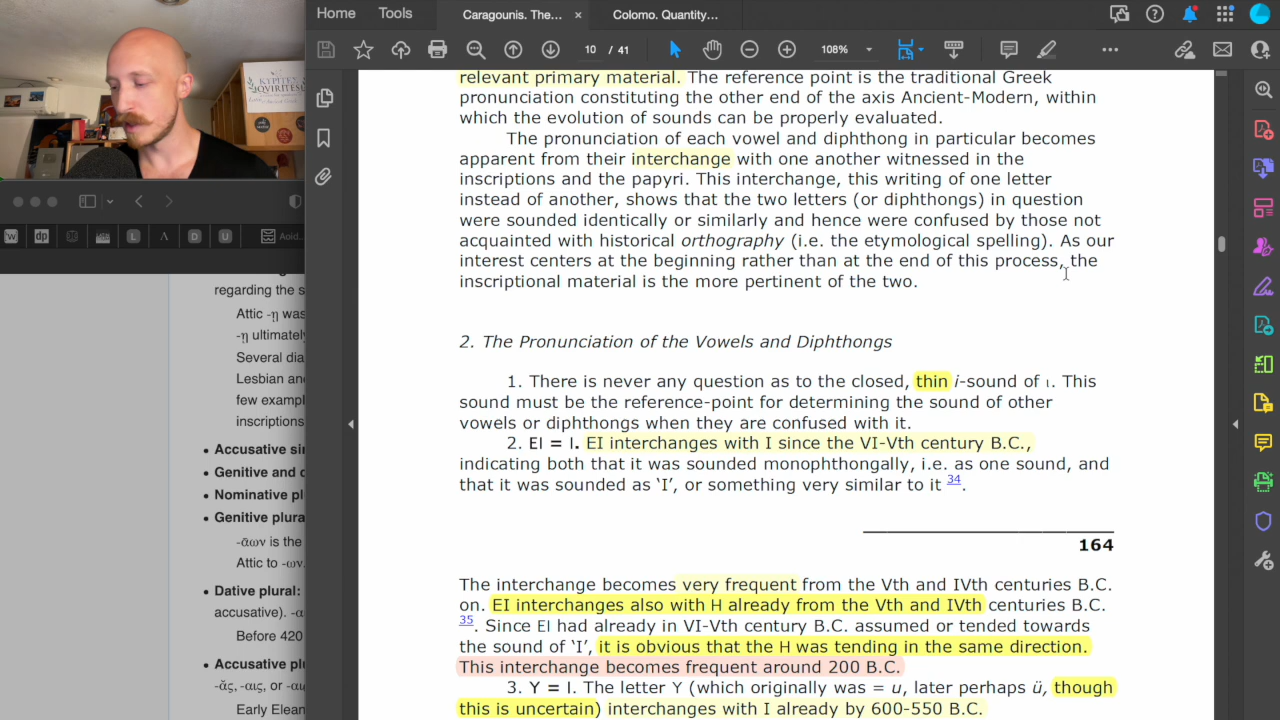 Home
Tools
Caragounis. The...
Colomo. Quantity...
10 / 41
108%
ΚΥΡΙΤΕΣ
QVIRITES
relevant primary material. The reference point is the traditional Greek
pronunciation constituting the other end of the axis Ancient-Modern, within
which the evolution of sounds can be properly evaluated.
The pronunciation of each vowel and diphthong in particular becomes
apparent from their interchange with one another witnessed in the
inscriptions and the papyri. This interchange, this writing of one letter
instead of another, shows that the two letters (or diphthongs) in question
were sounded identically or similarly and hence were confused by those not
acquainted with historical orthography (i.e. the etymological spelling). As our
interest centers at the beginning rather than at the end of this process, the
inscriptional material is the more pertinent of the two.
2. The Pronunciation of the Vowels and Diphthongs
1. There is never any question as to the closed, thin i-sound of ι. This
sound must be the reference-point for determining the sound of other
vowels or diphthongs when they are confused with it.
2. ΕΙ = Ι. ΕΙ interchanges with Ι since the VI-Vth century B.C.,
indicating both that it was sounded monophthongally, i.e. as one sound, and
that it was sounded as ‘I’, or something very similar to it 34.
164
The interchange becomes very frequent from the Vth and IVth centuries B.C.
on. ΕΙ interchanges also with Η already from the Vth and IVth centuries B.C.
35. Since ΕΙ had already in VI-Vth century B.C. assumed or tended towards
the sound of ‘I’, it is obvious that the Η was tending in the same direction.
This interchange becomes frequent around 200 B.C.
3. Υ = Ι. The letter Υ (which originally was = u, later perhaps ü, though
this is uncertain) interchanges with Ι already by 600-550 B.C.
W
dp
L
Λ
D
U
Aoid...
regarding the s
Attic -ῃ was
-ῃ ultimately
Several dia
Lesbian and
few examp
inscriptions
• Accusative sin
• Genitive and d
• Nominative pl
• Genitive plura
-ᾱων is the
Attic to -ων.
• Dative plural:
accusative). -α
Before 420
• Accusative plu
-ᾰς, -αις, or -αι
Early Elean